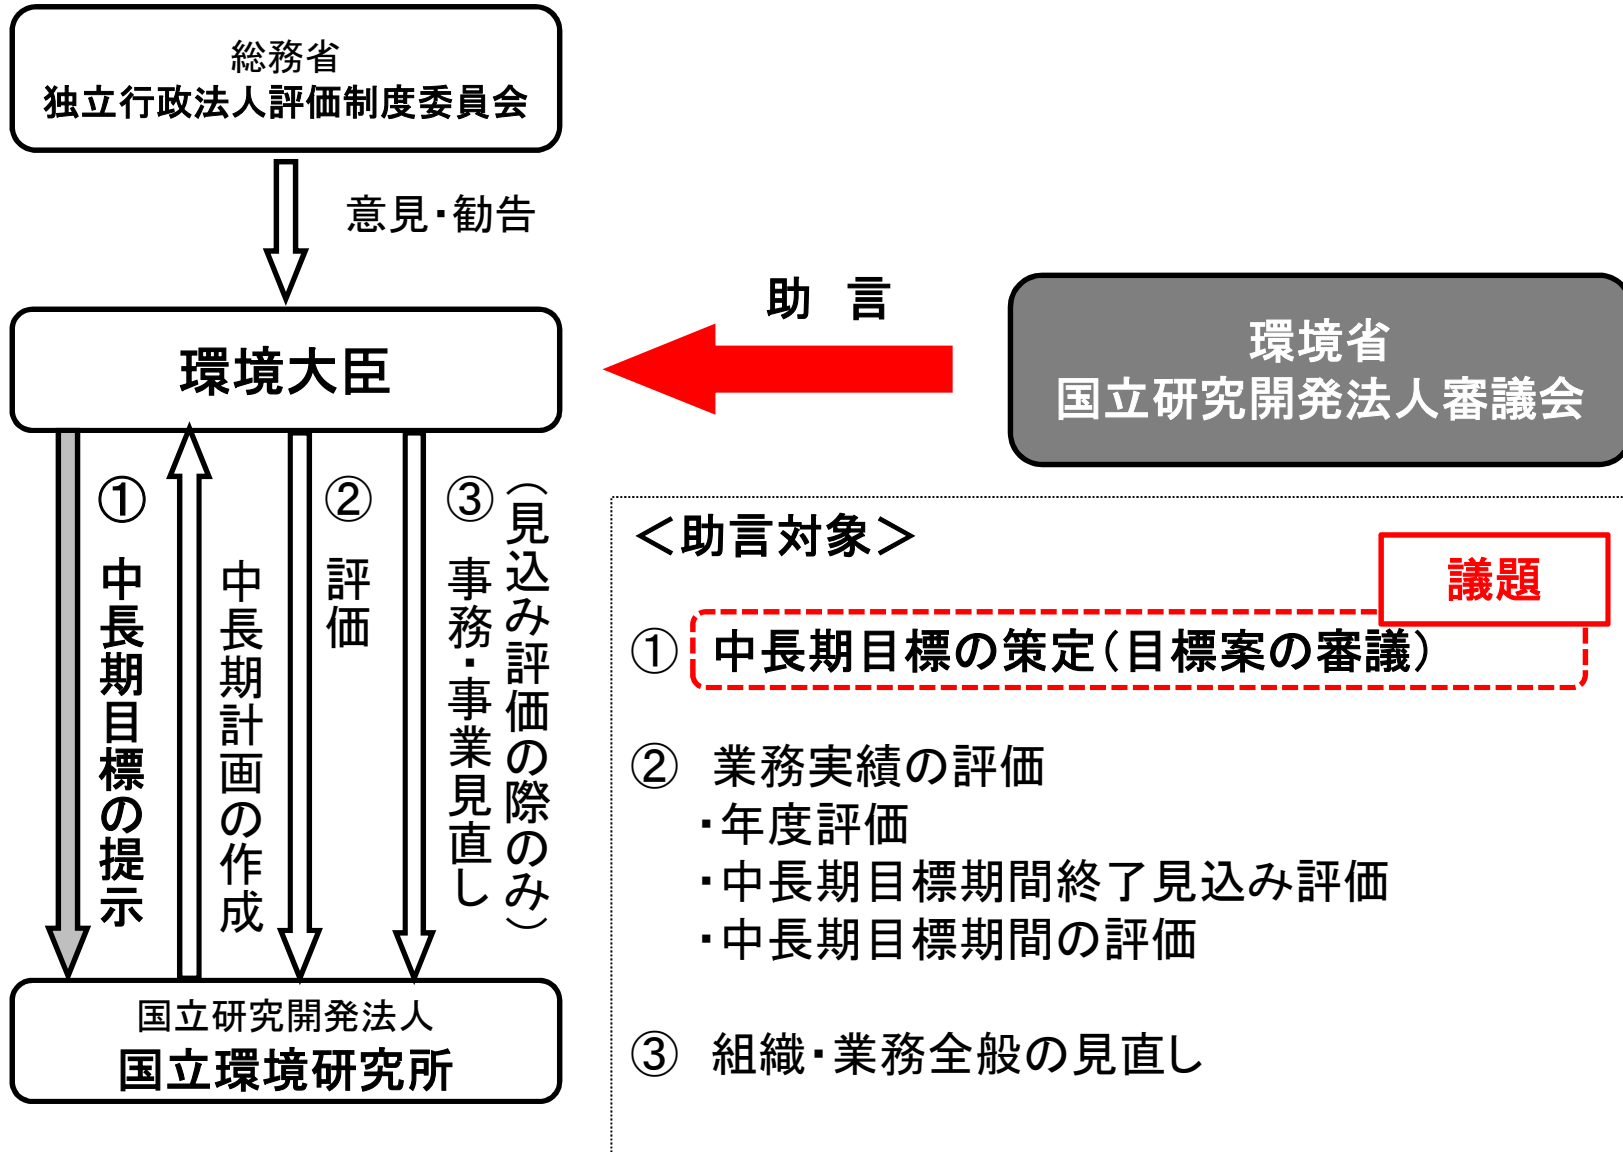 総務省
独立行政法人評価制度委員会
意見・勧告
助　言
環境大臣
環境省
国立研究開発法人審議会
① 中長期目標の提示
中長期計画の作成
② 評価
③ 事務・事業見直し
（見込み評価の際のみ）
国立研究開発法人
国立環境研究所
＜助言対象＞
議題
① 中長期目標の策定（目標案の審議）
② 業務実績の評価
・年度評価
・中長期目標期間終了見込み評価
・中長期目標期間の評価
③ 組織・業務全般の見直し